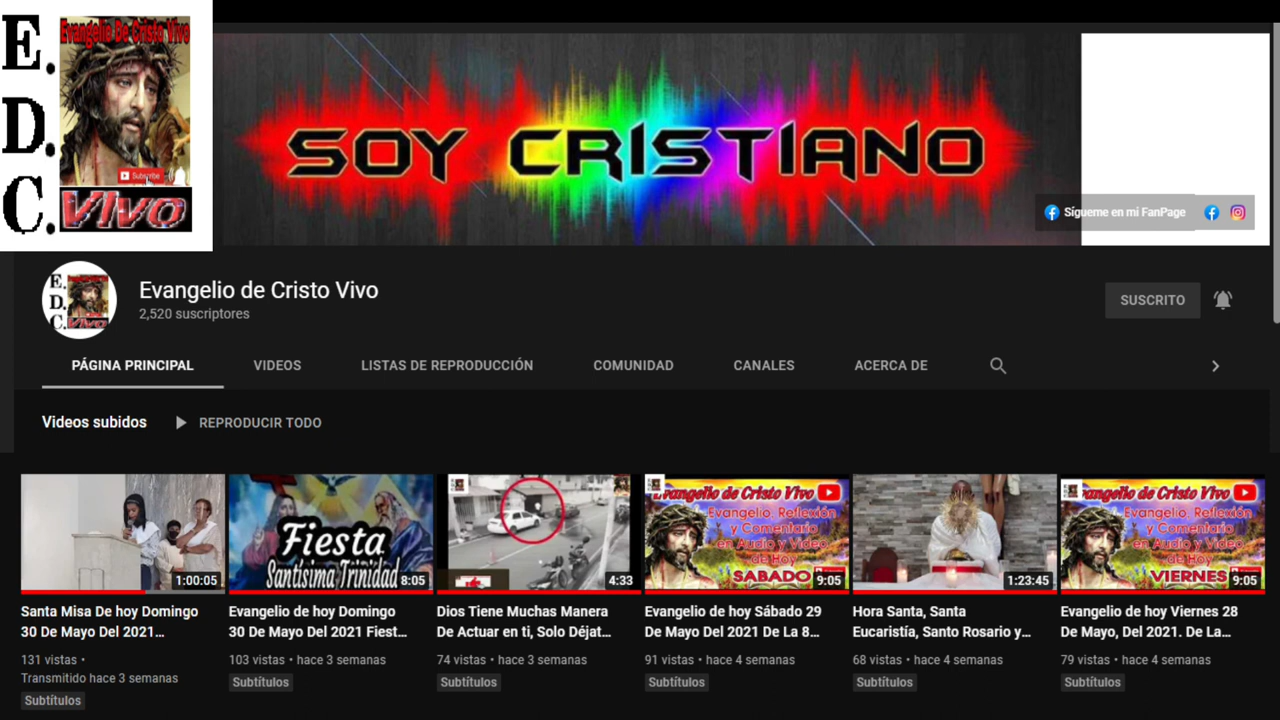 E.
D.
C.
Evangelio De Cristo Vivo
Subscribe
Vivo
SOY CRISTIANO
Sígueme en mi FanPage
E.
D.
C.
Vivo
Evangelio de Cristo Vivo
2,520 suscriptores
SUSCRITO
PÁGINA PRINCIPAL
VIDEOS
LISTAS DE REPRODUCCIÓN
COMUNIDAD
CANALES
ACERCA DE
Videos subidos
REPRODUCIR TODO
1:00:05
Santa Misa De hoy Domingo
30 De Mayo Del 2021...
131 vistas •
Transmitido hace 3 semanas
Subtítulos
Fiesta
Santísima Trinidad
8:05
Evangelio de hoy Domingo
30 De Mayo Del 2021 Fiest...
103 vistas • hace 3 semanas
Subtítulos
4:33
Dios Tiene Muchas Manera
De Actuar en ti, Solo Déjat...
74 vistas • hace 3 semanas
Subtítulos
Evangelio de Cristo Vivo
Evangelio, Reflexión
y Comentario
en Audio y Video
de Hoy
SABADO
9:05
Evangelio de hoy Sábado 29
De Mayo Del 2021 De La 8...
91 vistas • hace 4 semanas
Subtítulos
1:23:45
Hora Santa, Santa
Eucaristía, Santo Rosario y...
68 vistas • hace 4 semanas
Subtítulos
Evangelio de Cristo Vivo
Evangelio, Reflexión
y Comentario
en Audio y Video
de Hoy
VIERNES
9:05
Evangelio de hoy Viernes 28
De Mayo, Del 2021. De La...
79 vistas • hace 4 semanas
Subtítulos